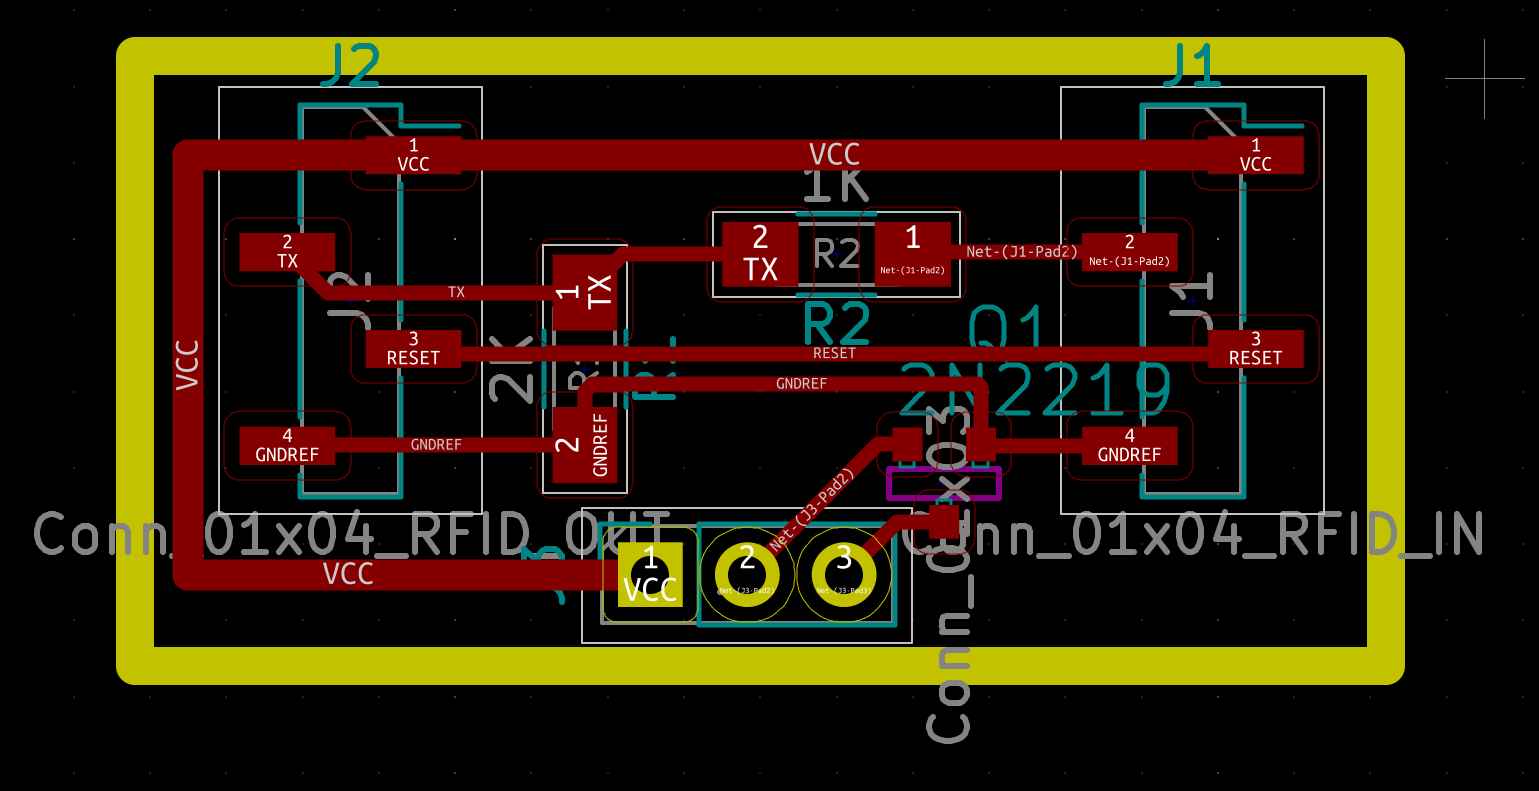 J2
J1
1
VCC
VCC
1
VCC
1K
2
TX
2
TX
R2
1
Net-(J1-Pad2)
Net-(J1-Pad2)
2
Net-(J1-Pad2)
J2
1
TX
TX
J1
R2
Q1
VCC
3
RESET
2K
RESET
3
RESET
GNDREF
2N2219
4
GNDREF
GNDREF
2
GNDREF
4
GNDREF
Net-(J3-Pad2)
Conn_01x04_RFID_OUT
Conn_01x04_RFID_IN
VCC
1
VCC
2
Net-(J3-Pad2)
3
Net-(J3-Pad3)